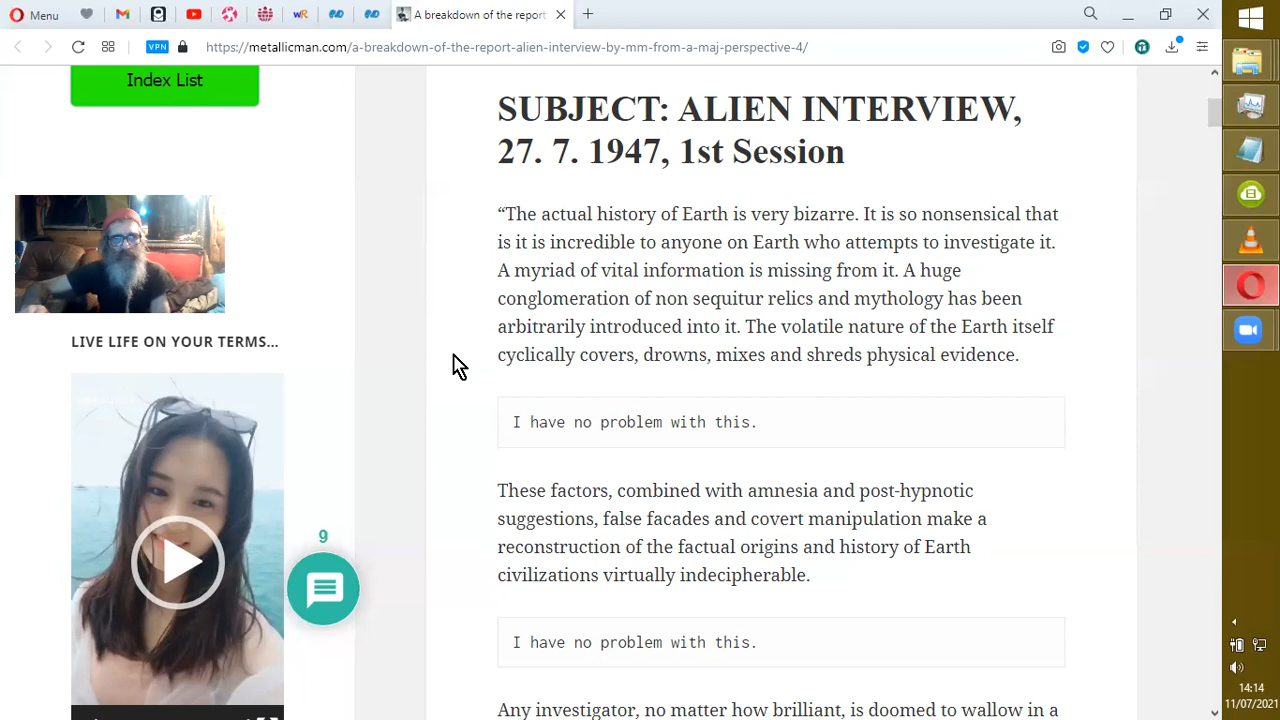 Menu
A breakdown of the report
VPN
https://metallicman.com/a-breakdown-of-the-report-alien-interview-by-mm-from-a-maj-perspective-4/
Index List
LIVE LIFE ON YOUR TERMS...
9
SUBJECT: ALIEN INTERVIEW,
27. 7. 1947, 1st Session
“The actual history of Earth is very bizarre. It is so nonsensical that
is it is incredible to anyone on Earth who attempts to investigate it.
A myriad of vital information is missing from it. A huge
conglomeration of non sequitur relics and mythology has been
arbitrarily introduced into it. The volatile nature of the Earth itself
cyclically covers, drowns, mixes and shreds physical evidence.
I have no problem with this.
These factors, combined with amnesia and post-hypnotic
suggestions, false facades and covert manipulation make a
reconstruction of the factual origins and history of Earth
civilizations virtually indecipherable.
I have no problem with this.
Any investigator, no matter how brilliant, is doomed to wallow in a
14:14
11/07/2021